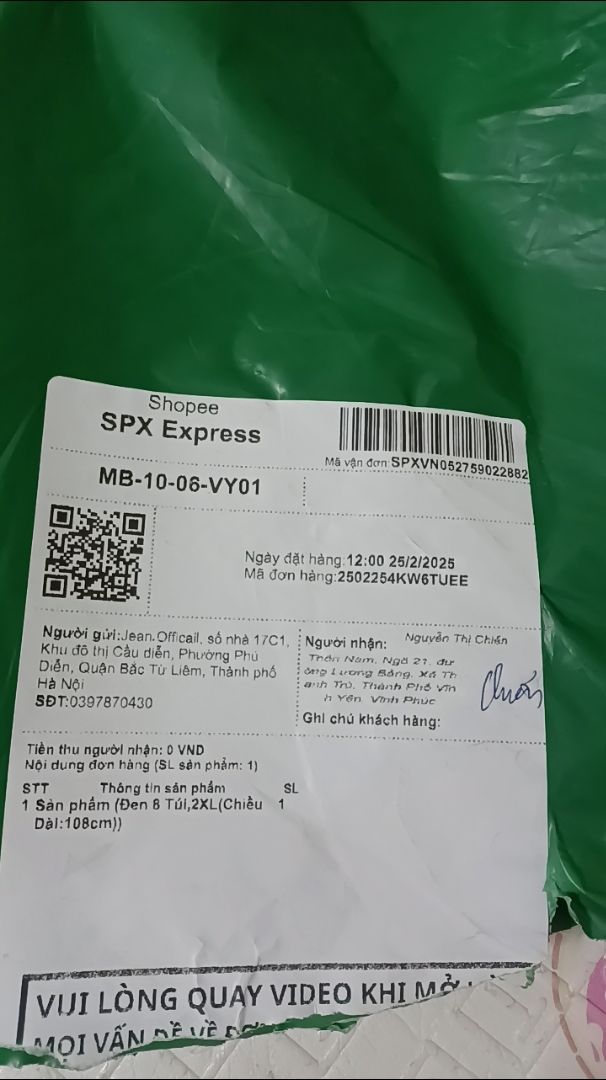 Shopee
SPX Express
Mã vận đơn:SPXVN052759022882
MB-10-06-VY01
Ngày đặt hàng:12:00 25/2/2025
Mã đơn hàng:2502254KW6TUEE
Người gửi:Jean.Officail, số nhà 17C1,
Khu đô thị Cầu diễn, Phường Phú
Diễn, Quận Bắc Từ Liêm, Thành phố
Hà Nội
SĐT:0397870430
Người nhận: Nguyễn Thị Chiến
Thôn Nam, Ngõ 21, đư
ờng Lương Bằng, Xã Th
anh Trù, Thành Phố Vĩn
h Yên, Vĩnh Phúc
Ghi chú khách hàng:
Tiền thu người nhận: 0 VND
Nội dung đơn hàng (SL sản phẩm: 1)
STT Thông tin sản phẩm SL
1 Sản phẩm (Đen 8 Túi,2XL(Chiều 1
Dài:108cm))
VUI LÒNG QUAY VIDEO KHI MỞ
MỌI VẤN ĐỀ VỀ